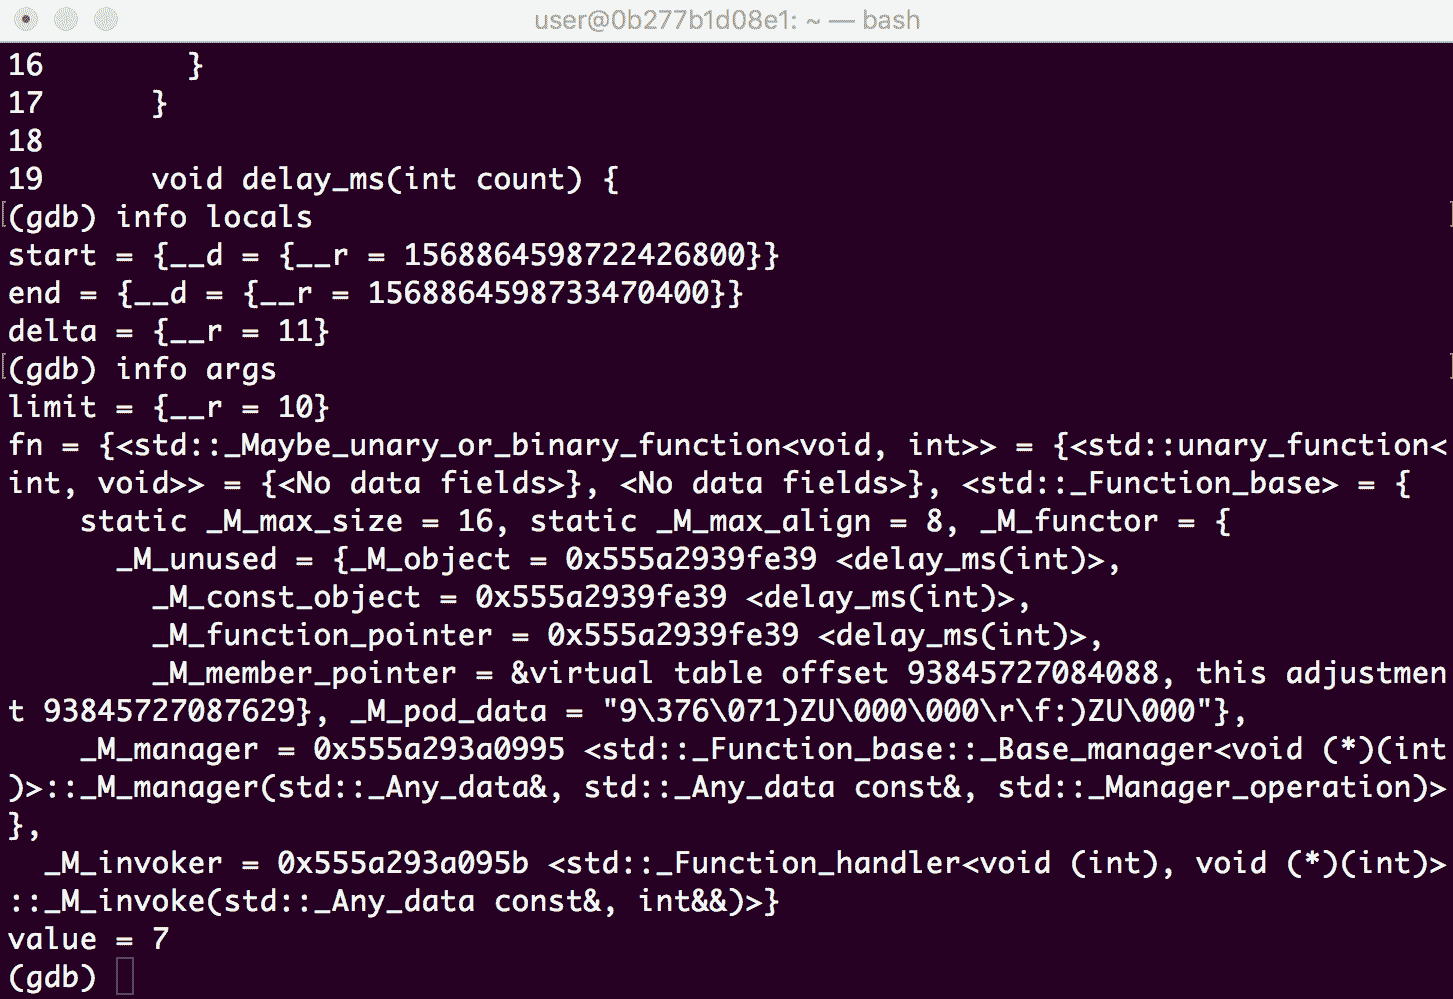 user@0b277b1d08e1: ~ — bash
16        }
17      }
18
19      void delay_ms(int count) {
(gdb) info locals
start = {__d = {__r = 1568864598722426800}}
end = {__d = {__r = 1568864598733470400}}
delta = {__r = 11}
(gdb) info args
limit = {__r = 10}
fn = {<std::_Maybe_unary_or_binary_function<void, int>> = {<std::unary_function<
int, void>> = {<No data fields>}, <No data fields>}, <std::_Function_base> = {
    static _M_max_size = 16, static _M_max_align = 8, _M_functor = {
      _M_unused = {_M_object = 0x555a2939fe39 <delay_ms(int)>,
        _M_const_object = 0x555a2939fe39 <delay_ms(int)>,
        _M_function_pointer = 0x555a2939fe39 <delay_ms(int)>,
        _M_member_pointer = &virtual table offset 93845727084088, this adjustmen
t 93845727087629}, _M_pod_data = "9\376\071)ZU\000\000\r\f:)ZU\000"},
    _M_manager = 0x555a293a0995 <std::_Function_base::_Base_manager<void (*)(int
)>::_M_manager(std::_Any_data&, std::_Any_data const&, std::_Manager_operation)>
},
  _M_invoker = 0x555a293a095b <std::_Function_handler<void (int), void (*)(int)>
::_M_invoke(std::_Any_data const&, int&&)>}
value = 7
(gdb)